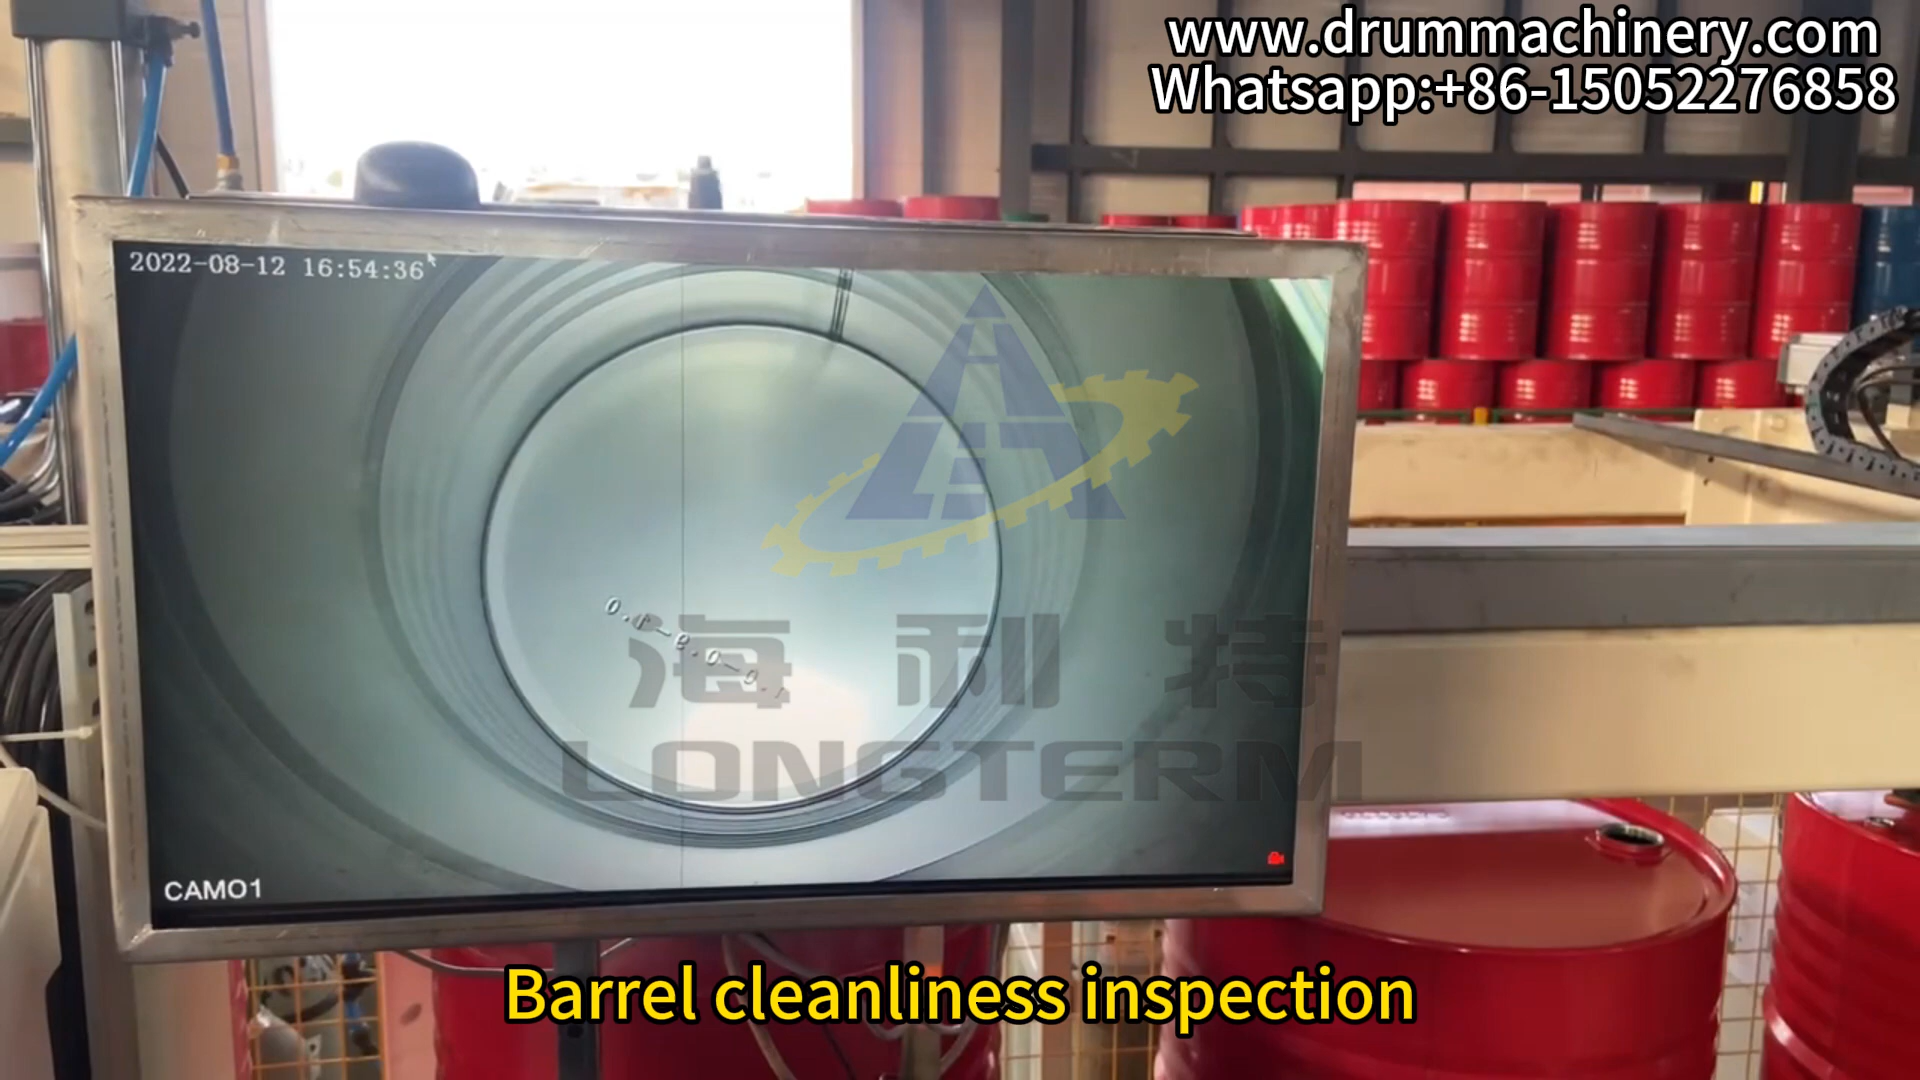 www.drummachinery.com
Whatsapp:+86-15052276858
2022-08-12 16:54:36
海利特
LONGTERM
CAM01
Barrel cleanliness inspection